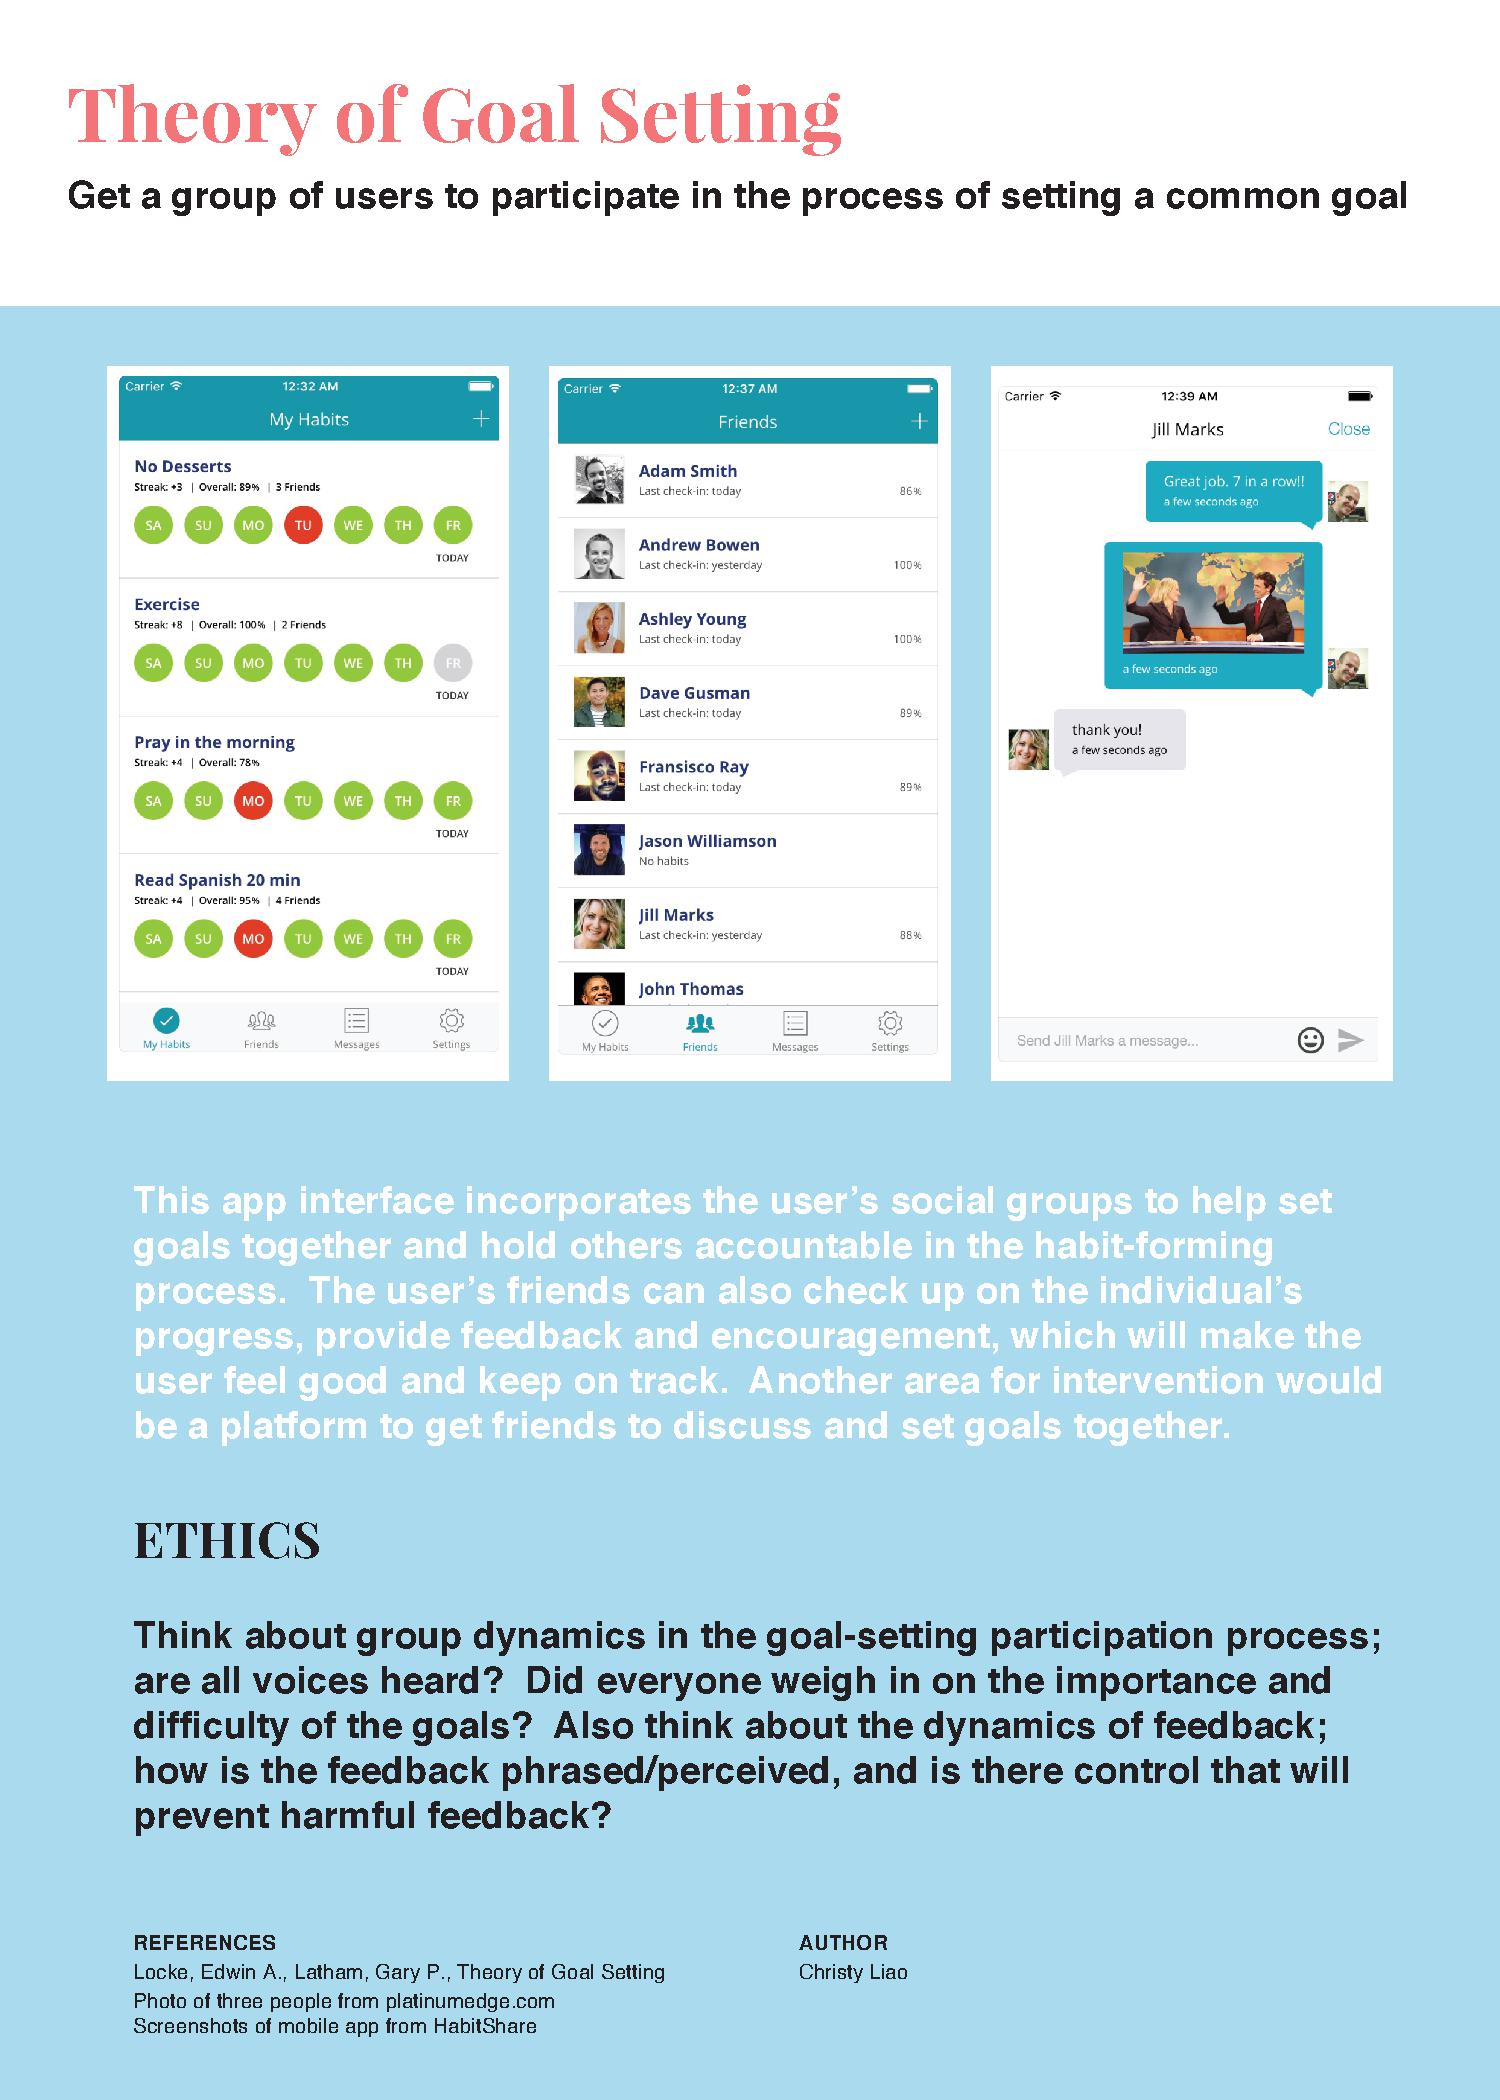 Theory of Goal Setting
Get a group of users to participate in the process of setting a common goal
Carrier 12:32 AM
My Habits +
No Desserts
Streak: +3 | Overall: 89% | 3 Friends
SA SU MO TU WE TH FR
TODAY
Exercise
Streak: +8 | Overall: 100% | 2 Friends
SA SU MO TU WE TH FR
TODAY
Pray in the morning
Streak: +4 | Overall: 78%
SA SU MO TU WE TH FR
TODAY
Read Spanish 20 min
Streak: +4 | Overall: 95% | 4 Friends
SA SU MO TU WE TH FR
TODAY
My Habits Friends Messages Settings
Carrier 12:37 AM
Friends +
Adam Smith
Last check-in: today 86%
Andrew Bowen
Last check-in: yesterday 100%
Ashley Young
Last check-in: today 100%
Dave Gusman
Last check-in: today 89%
Fransisco Ray
Last check-in: today 89%
Jason Williamson
No habits
Jill Marks
Last check-in: yesterday 88%
John Thomas
My Habits Friends Messages Settings
Carrier 12:39 AM
Jill Marks Close
Great job. 7 in a row!!
a few seconds ago
a few seconds ago
thank you!
a few seconds ago
Send Jill Marks a message...
This app interface incorporates the user's social groups to help set
goals together and hold others accountable in the habit-forming
process.  The user's friends can also check up on the individual's
progress, provide feedback and encouragement, which will make the
user feel good and keep on track.  Another area for intervention would
be a platform to get friends to discuss and set goals together.
ETHICS
Think about group dynamics in the goal-setting participation process;
are all voices heard?  Did everyone weigh in on the importance and
difficulty of the goals?  Also think about the dynamics of feedback;
how is the feedback phrased/perceived, and is there control that will
prevent harmful feedback?
REFERENCES
Locke, Edwin A., Latham, Gary P., Theory of Goal Setting
Photo of three people from platinumedge.com
Screenshots of mobile app from HabitShare
AUTHOR
Christy Liao